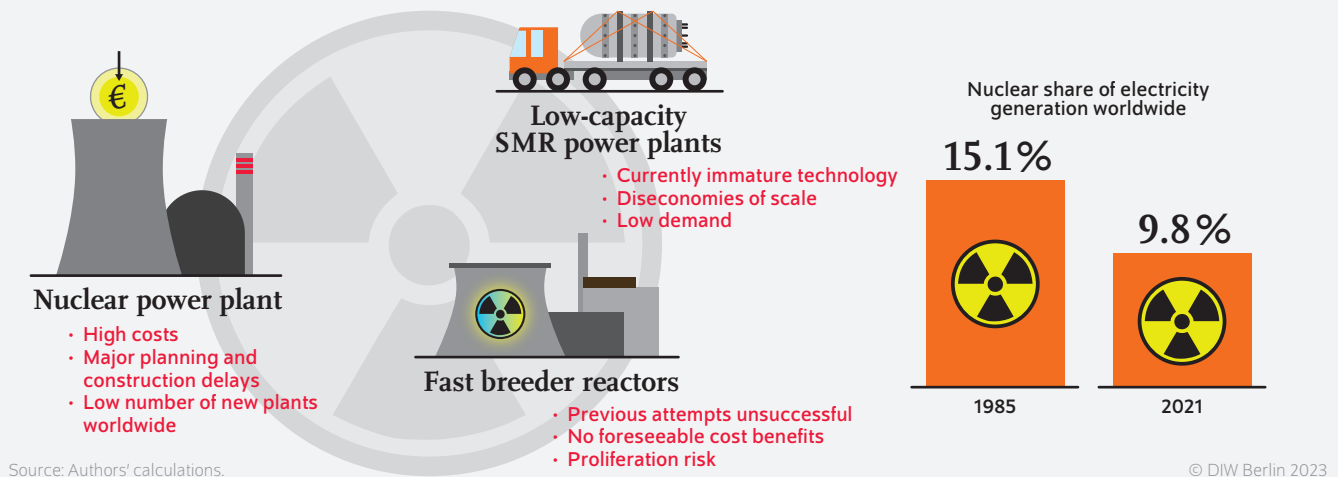 €
Nuclear power plant
• High costs
• Major planning and
construction delays
• Low number of new plants
worldwide
Low-capacity
SMR power plants
• Currently immature technology
• Diseconomies of scale
• Low demand
Fast breeder reactors
• Previous attempts unsuccessful
• No foreseeable cost benefits
• Proliferation risk
Nuclear share of electricity
generation worldwide
15.1%
9.8%
1985
2021
Source: Authors’ calculations.
© DIW Berlin 2023